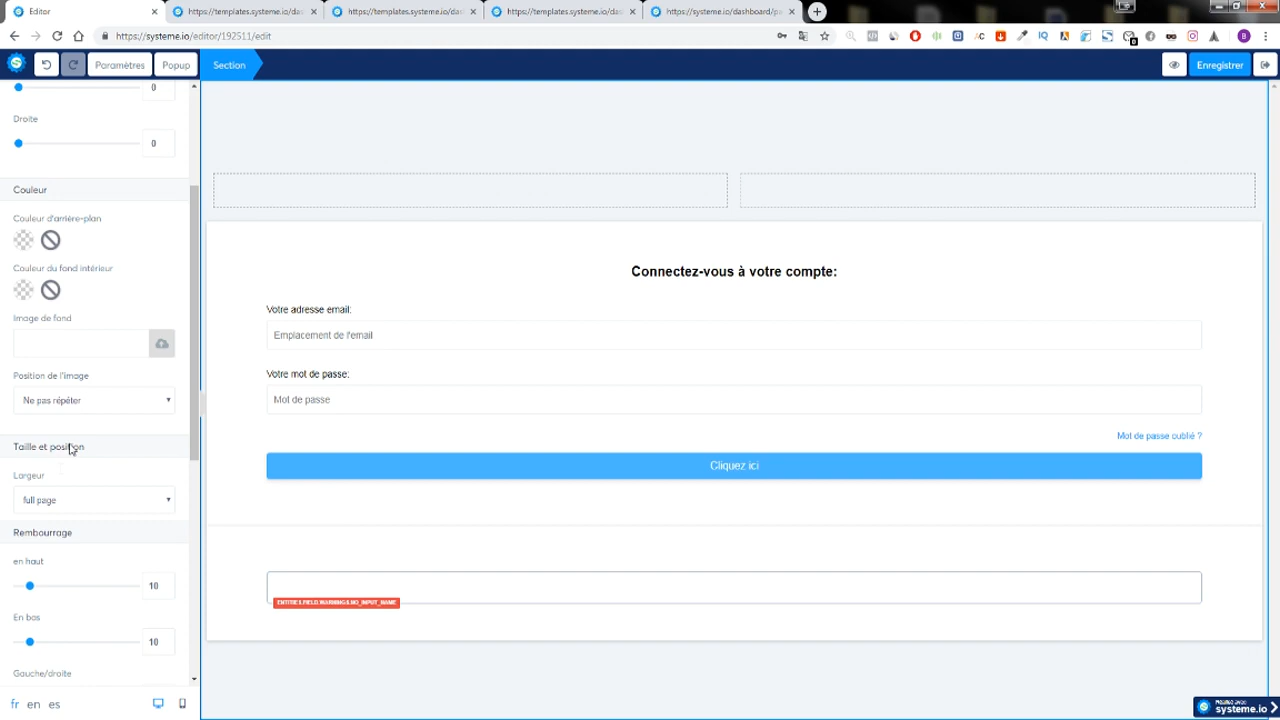 Editor
https://templates.systeme.io/das
https://templates.systeme.io/das
https://templates.systeme.io/das
https://systeme.io/dashboard/p
https://systeme.io/editor/192511/edit
Paramètres
Popup
Section
Enregistrer
0
Droite
0
Couleur
Couleur d'arrière-plan
Couleur du fond intérieur
Image de fond
Position de l'image
Ne pas répéter
Taille et position
Largeur
full page
Rembourrage
en haut
10
En bas
10
Gauche/droite
fr en es
Connectez-vous à votre compte:
Votre adresse email:
Emplacement de l'email
Votre mot de passe:
Mot de passe
Mot de passe oublié ?
Cliquez ici
ENTITIES.FIELD.WARNINGS.NO_INPUT_NAME
systeme.io